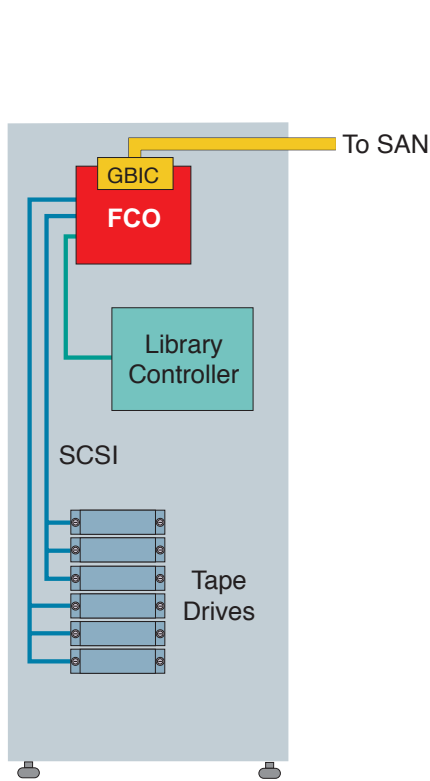 To SAN
GBIC
FCO
Library
Controller
SCSI
Tape
Drives